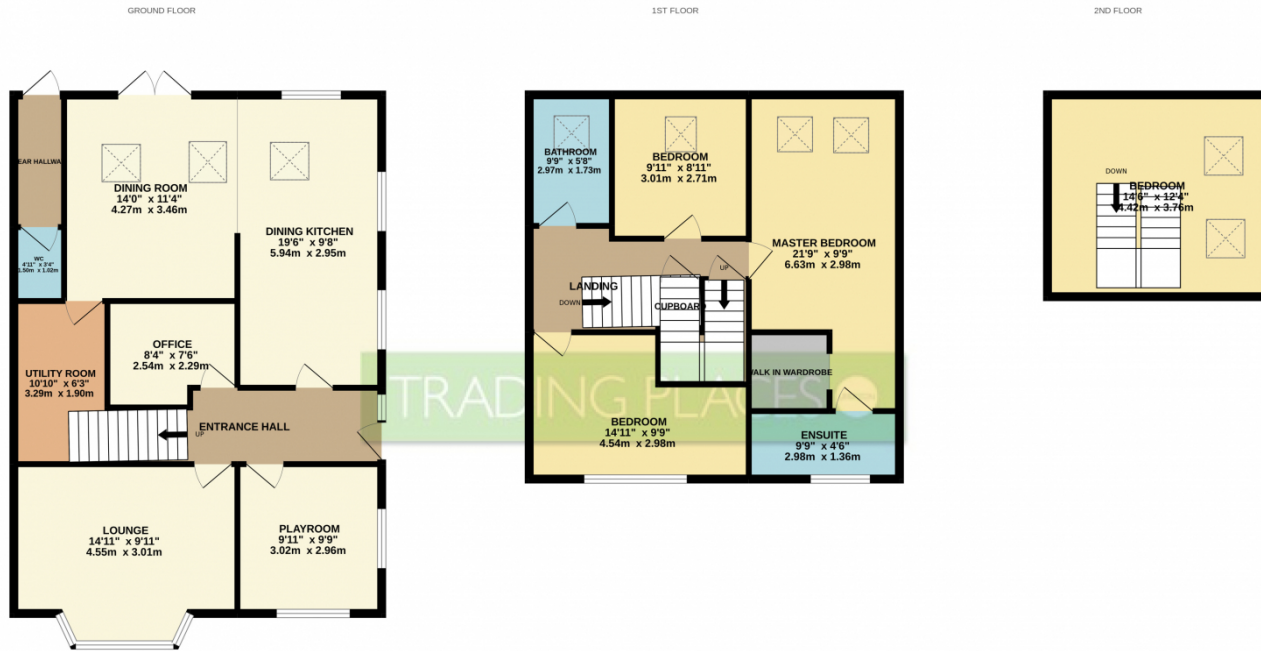 GROUND FLOOR
1ST FLOOR
2ND FLOOR
EAR HALLWA
DINING ROOM
14'0" x 11'4"
4.27m x 3.46m
DINING KITCHEN
19'6" x 9'8"
5.94m x 2.95m
WC
4'11" x 3'4"
1.50m x 1.02m
OFFICE
8'4" x 7'6"
2.54m x 2.29m
UTILITY ROOM
10'10" x 6'3"
3.29m x 1.90m
UP
ENTRANCE HALL
LOUNGE
14'11" x 9'11"
4.55m x 3.01m
PLAYROOM
9'11" x 9'9"
3.02m x 2.96m
BATHROOM
9'9" x 5'8"
2.97m x 1.73m
BEDROOM
9'11" x 8'11"
3.01m x 2.71m
MASTER BEDROOM
21'9" x 9'9"
6.63m x 2.98m
UP
LANDING
DOWN
CUPBOARD
WALK IN WARDROBE
BEDROOM
14'11" x 9'9"
4.54m x 2.98m
ENSUITE
9'9" x 4'6"
2.98m x 1.36m
TRADING PLACES
DOWN
BEDROOM
14'6" x 12'4"
4.42m x 3.76m